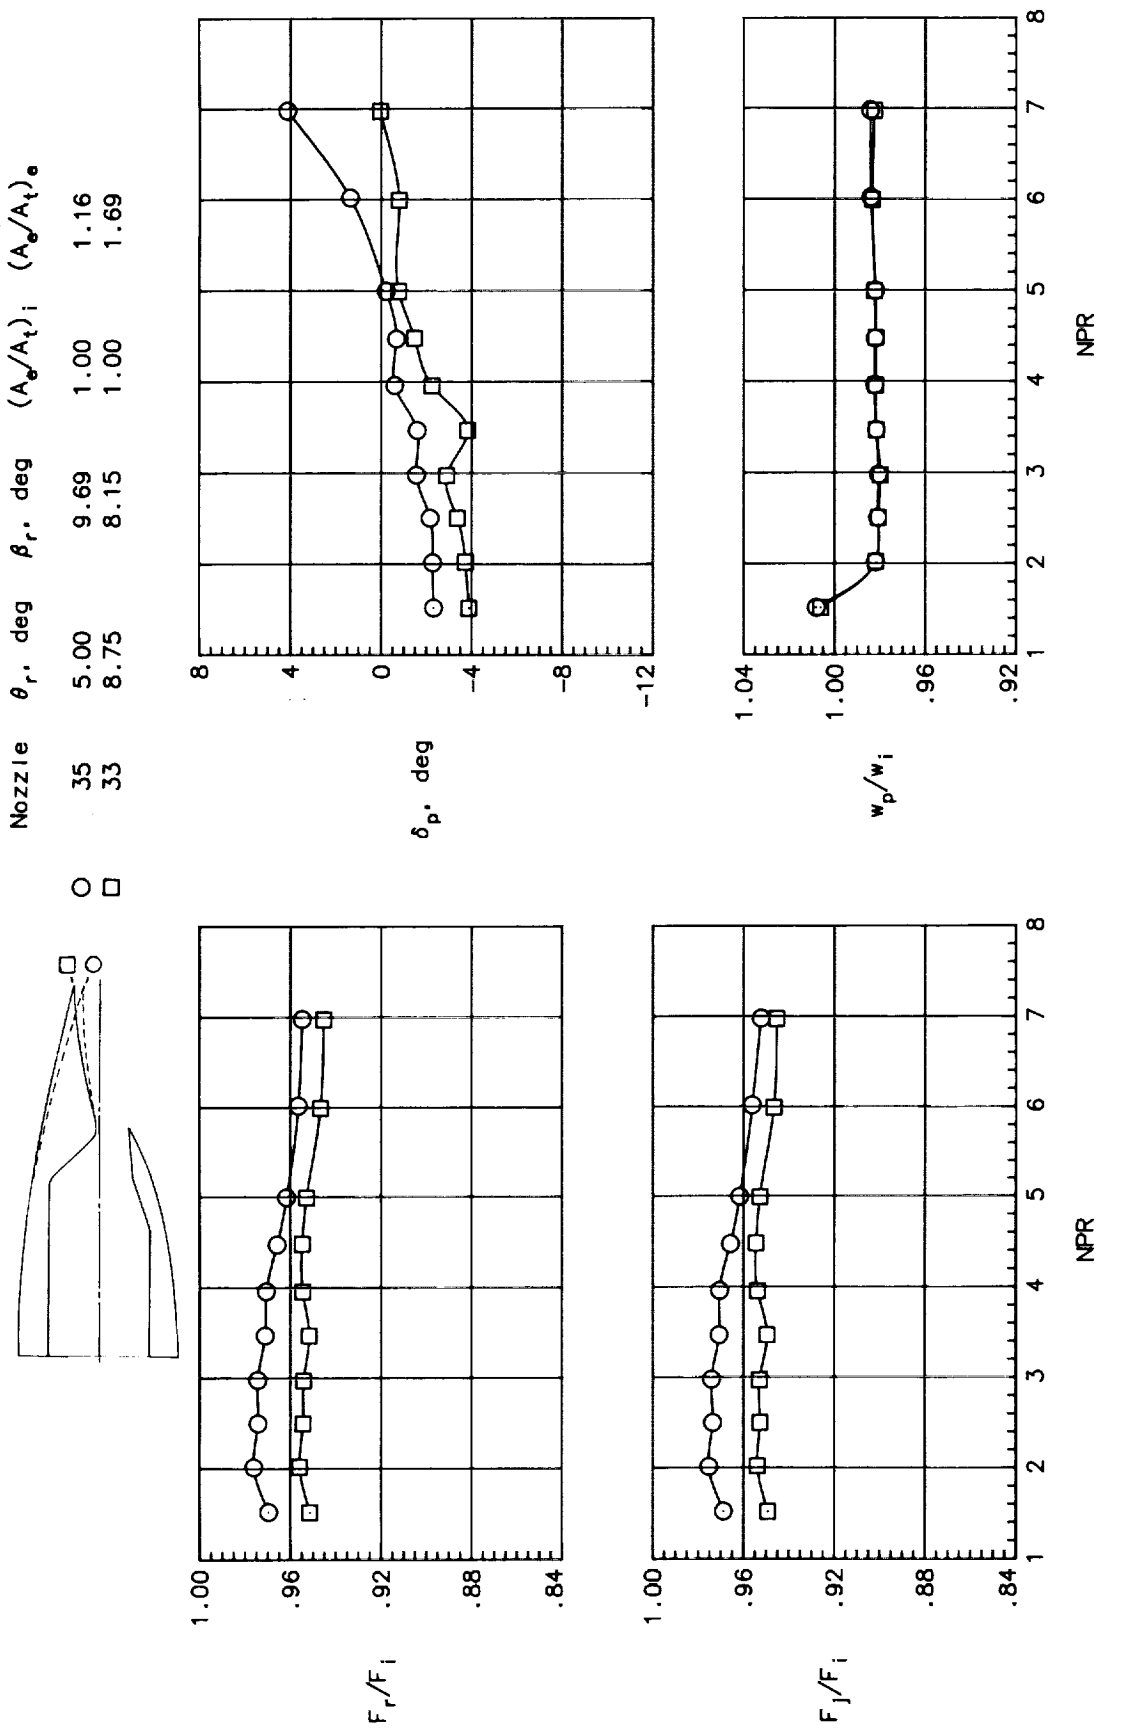 Nozzle θr, deg βr, deg (Ae/At)i (Ae/At)e
35 5.00 9.69 1.00 1.16
33 8.75 8.15 1.00 1.69
1.00
.96
.92
.88
.84
Fr/Fi
1.00
.96
.92
.88
.84
Fj/Fi
1 2 3 4 5 6 7 8
NPR
8
4
0
-4
-8
-12
δp, deg
1.04
1.00
.96
.92
wp/wi
1 2 3 4 5 6 7 8
NPR